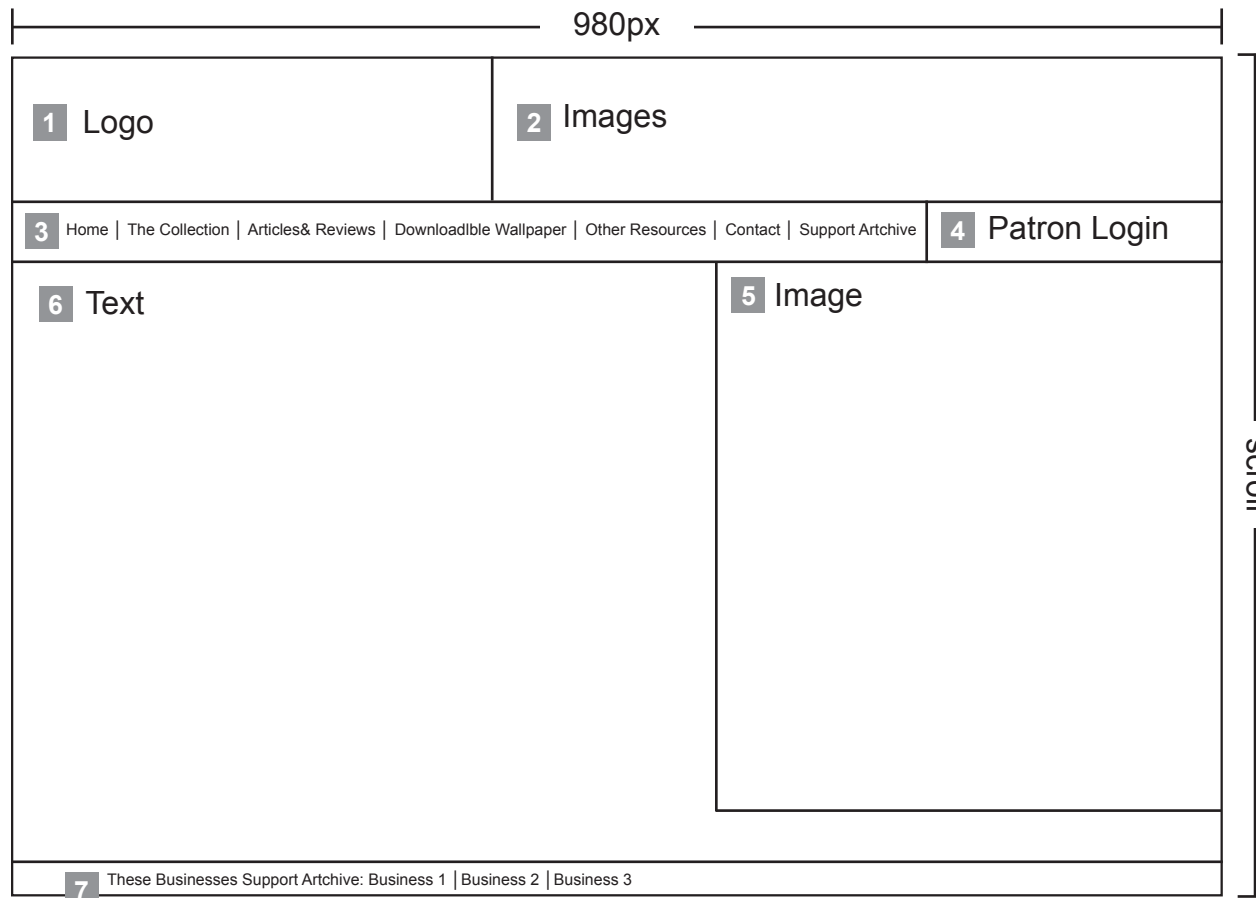 980px
1 Logo
2 Images
3 Home | The Collection | Articles& Reviews | DownloadIble Wallpaper | Other Resources | Contact | Support Artchive
4 Patron Login
6 Text
5 Image
scroll
7 These Businesses Support Artchive: Business 1 | Business 2 | Business 3